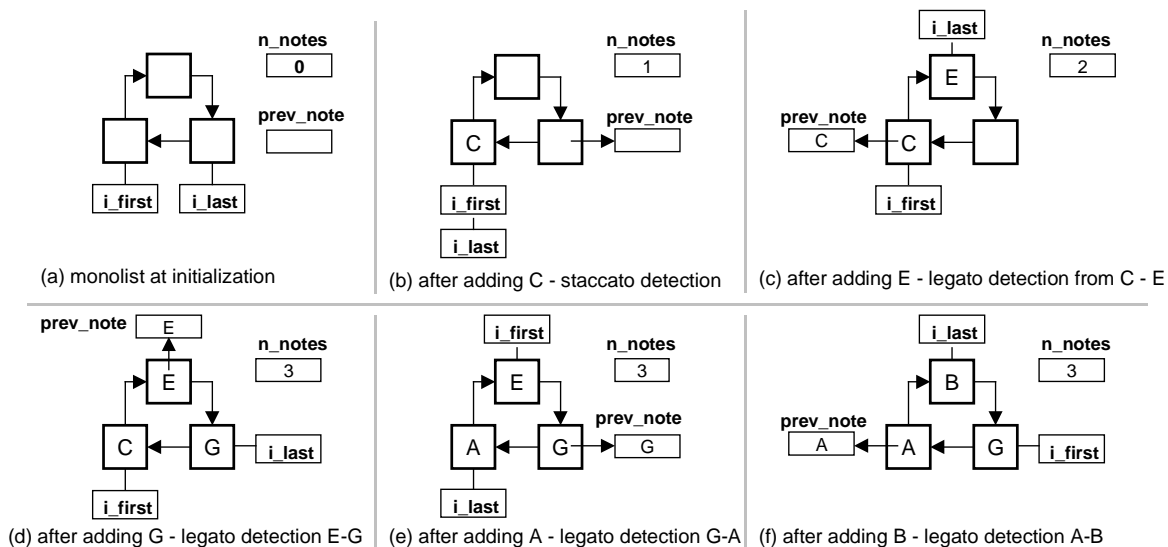 n_notes
0
prev_note
i_first
i_last
(a) monolist at initialization
n_notes
1
prev_note
C
i_first
i_last
(b) after adding C - staccato detection
i_last
n_notes
E
2
prev_note
C
C
i_first
(c) after adding E - legato detection from C - E
prev_note
E
n_notes
E
3
C
G
i_last
i_first
(d) after adding G - legato detection E-G
i_first
n_notes
E
3
prev_note
A
G
G
i_last
(e) after adding A - legato detection G-A
i_last
n_notes
B
3
prev_note
A
A
G
i_first
(f) after adding B - legato detection A-B